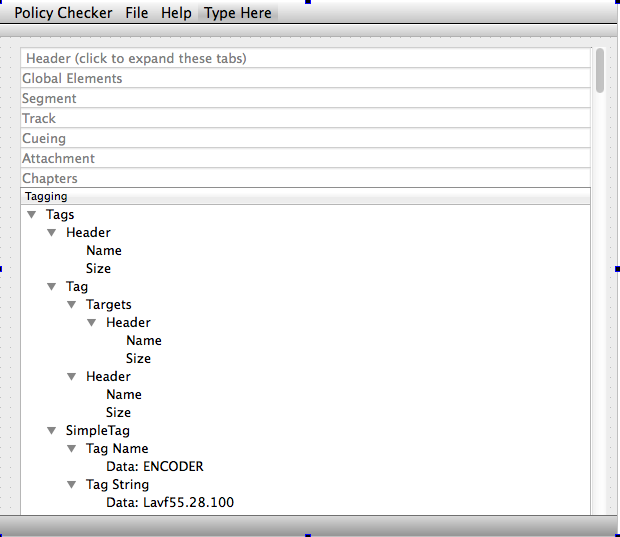 Policy Checker File Help Type Here
Header (click to expand these tabs)
Global Elements
Segment
Track
Cueing
Attachment
Chapters
Tagging
Tags
Header
Name
Size
Tag
Targets
Header
Name
Size
Header
Name
Size
SimpleTag
Tag Name
Data: ENCODER
Tag String
Data: Lavf55.28.100